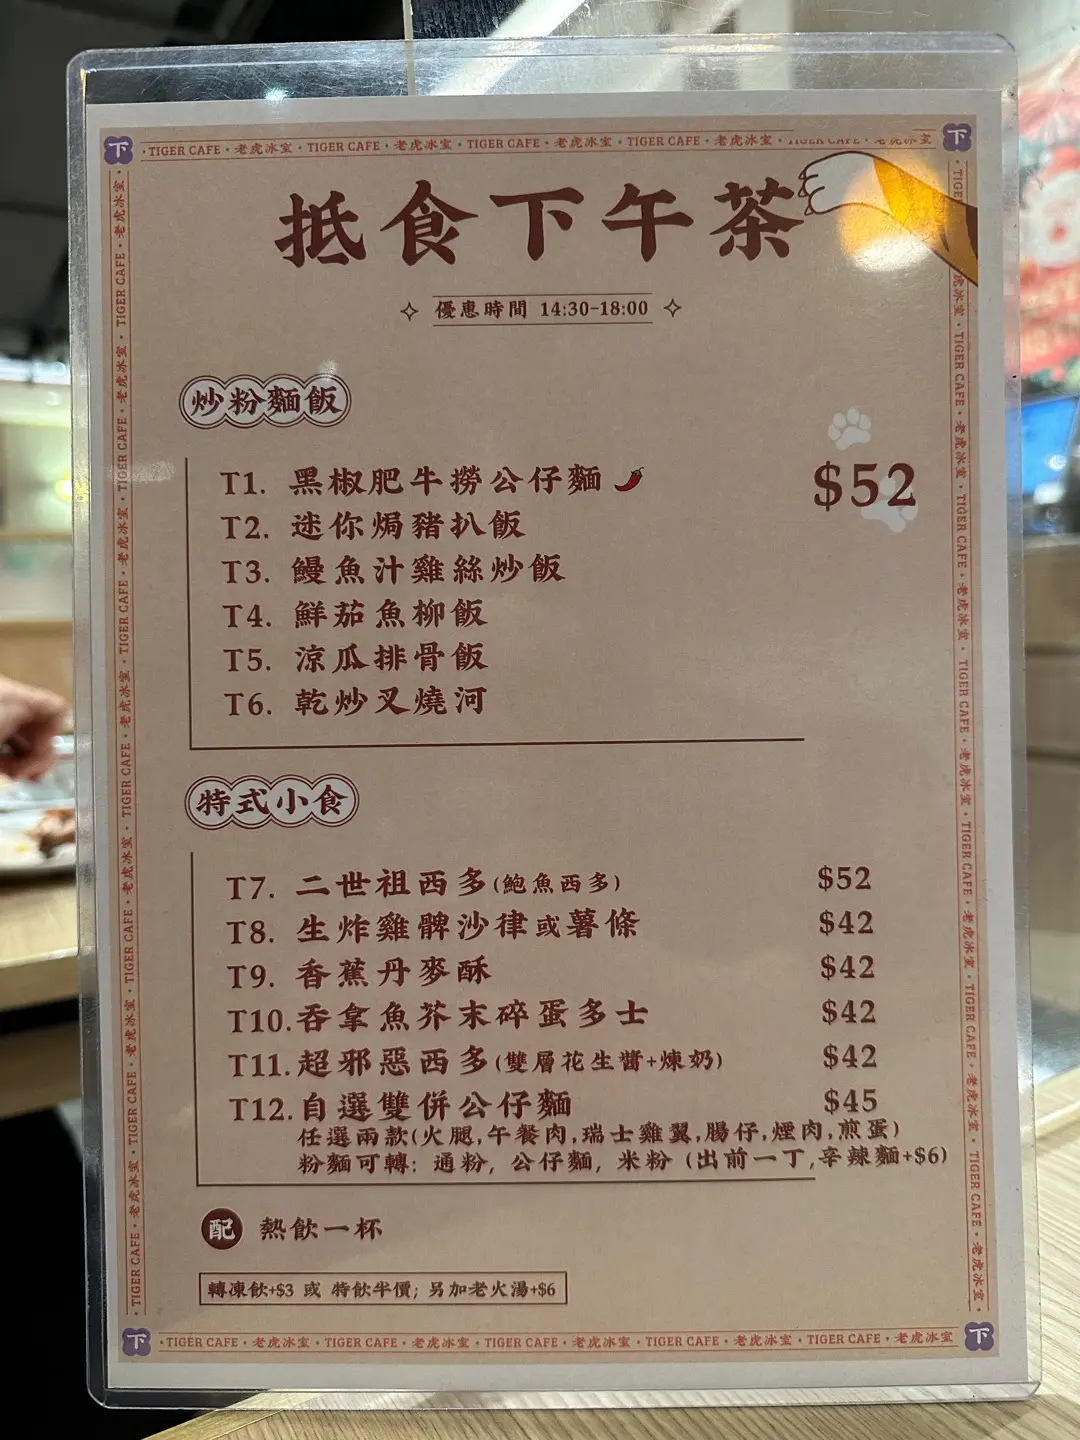 下
· TIGER CAFE · 老虎冰室 · TIGER CAFE · 老虎冰室 · TIGER CAFE · 老虎冰室 · TIGER CAFE · 老虎冰室
下
抵食下午茶
優惠時間 14:30-18:00
炒粉麵飯
T1. 黑椒肥牛撈公仔麵 $52
T2. 迷你焗豬扒飯
T3. 鰻魚汁雞絲炒飯
T4. 鮮茄魚柳飯
T5. 涼瓜排骨飯
T6. 乾炒叉燒河
特式小食
T7. 二世祖西多(鮑魚西多) $52
T8. 生炸雞髀沙律或薯條 $42
T9. 香蕉丹麥酥 $42
T10. 吞拿魚芥末碎蛋多士 $42
T11. 超邪惡西多(雙層花生醬+煉奶) $42
T12. 自選雙併公仔麵 $45
任選兩款(火腿,午餐肉,瑞士雞翼,腸仔,煙肉,煎蛋)
粉麵可轉: 通粉, 公仔麵, 米粉 (出前一丁,辛辣麵+$6)
配 熱飲一杯
轉凍飲+$3 或 特飲半價; 另加老火湯+$6
下
· TIGER CAFE · 老虎冰室 · TIGER CAFE · 老虎冰室 · TIGER CAFE · 老虎冰室 · TIGER CAFE · 老虎冰室 · TIGER CAFE · 老虎冰室
下